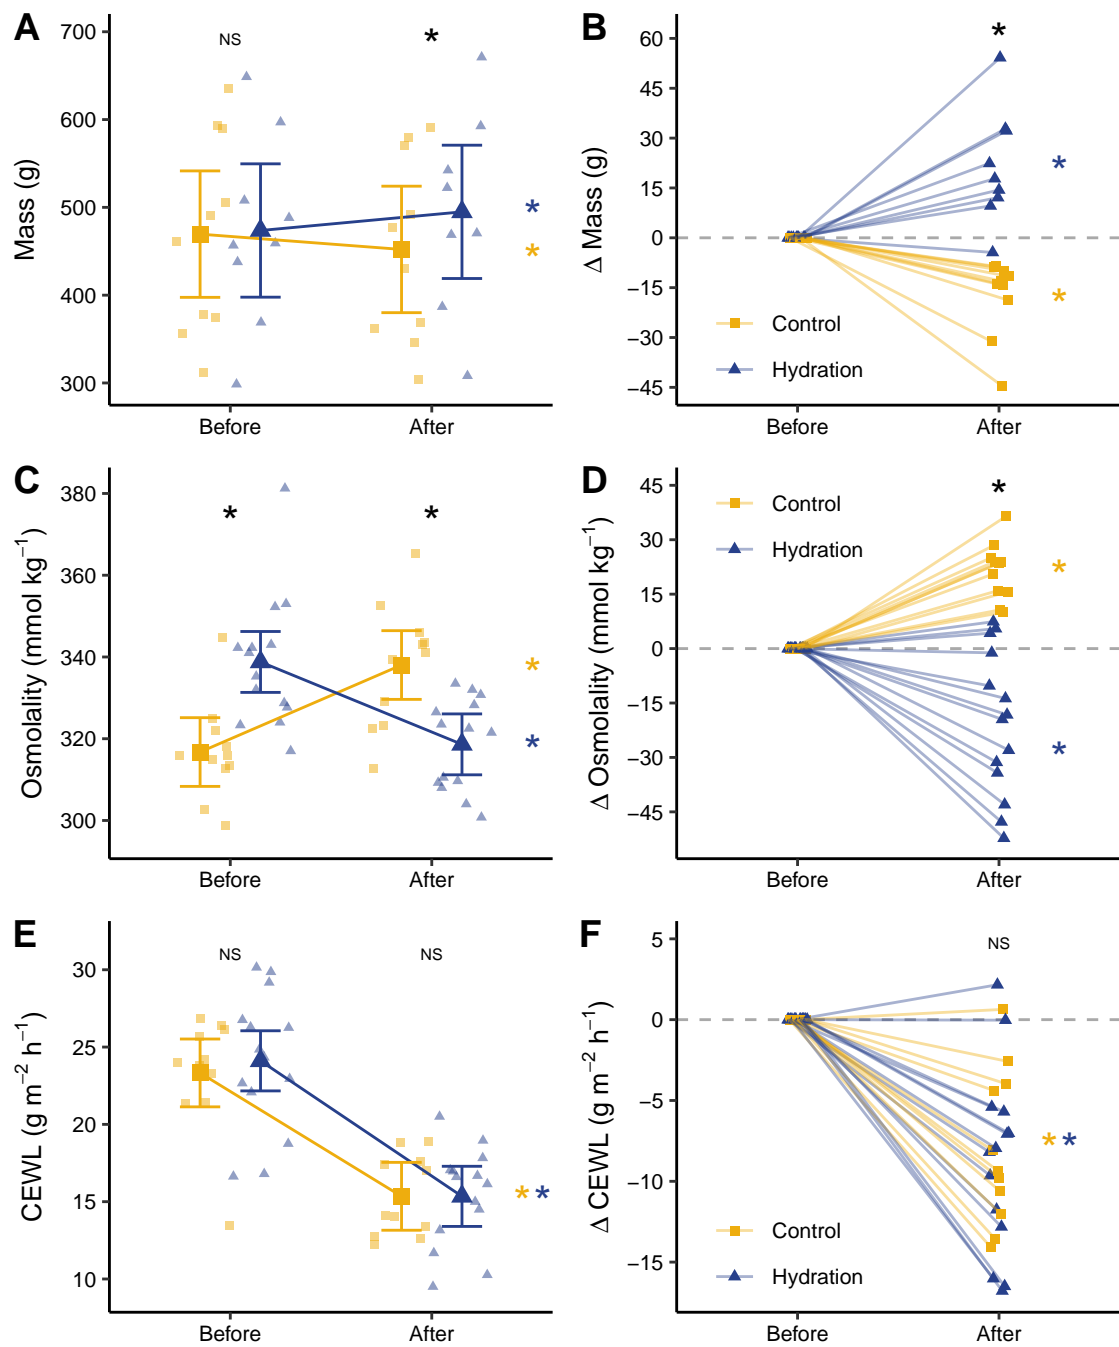 A
Mass (g)
700
600
500
400
300
NS
*
*
*
Before
After
B
Δ Mass (g)
60
45
30
15
0
−15
−30
−45
*
*
*
Control
Hydration
Before
After
C
Osmolality (mmol kg⁻¹)
380
360
340
320
300
*
*
*
*
Before
After
D
Δ Osmolality (mmol kg⁻¹)
45
30
15
0
−15
−30
−45
*
*
*
Control
Hydration
Before
After
E
CEWL (g m⁻² h⁻¹)
30
25
20
15
10
NS
NS
* *
Before
After
F
Δ CEWL (g m⁻² h⁻¹)
5
0
−5
−10
−15
NS
* *
Control
Hydration
Before
After